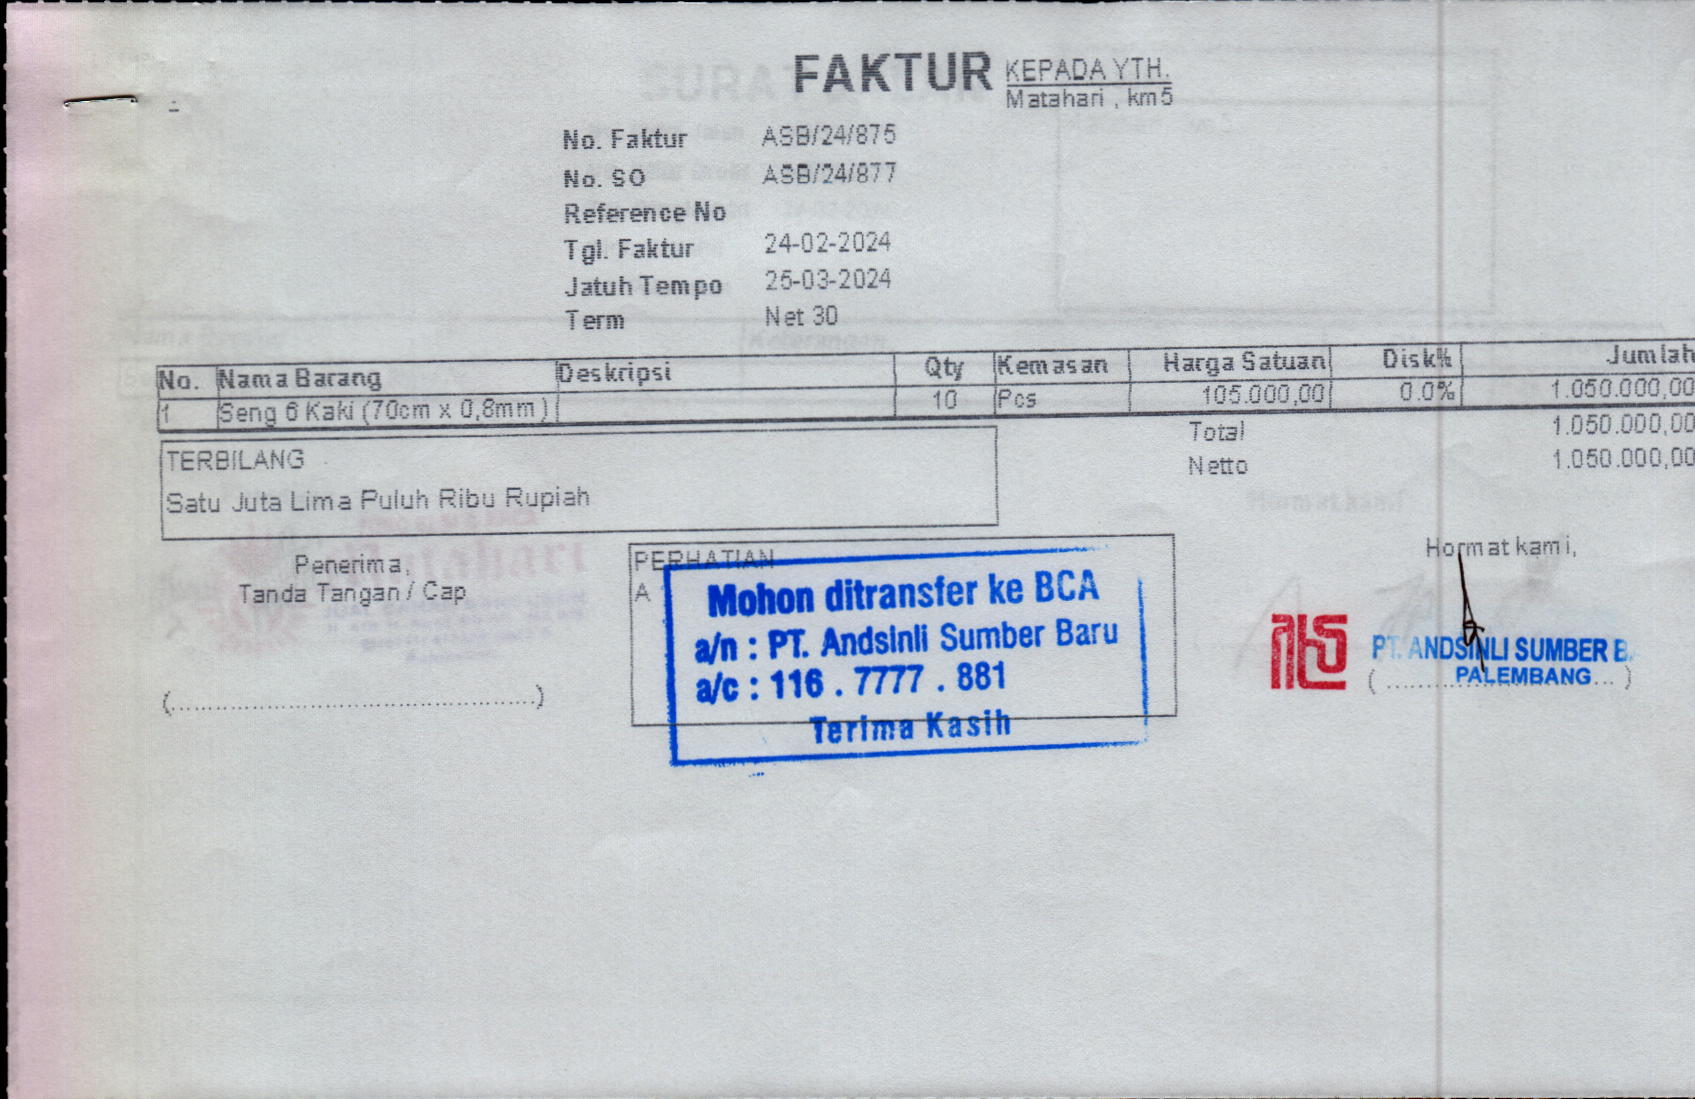 FAKTUR
KEPADA YTH.
Matahari , km5
No. Faktur ASB/24/875
No. SO ASB/24/877
Reference No
Tgl. Faktur 24-02-2024
Jatuh Tempo 25-03-2024
Term Net 30
No. Nama Barang Deskripsi Qty Kemasan Harga Satuan Disk% Jumlah
1 Seng 6 Kaki (70cm x 0,8mm) 10 Pcs 105.000,00 0.0% 1.050.000,00
Total 1.050.000,00
Netto 1.050.000,00
TERBILANG
Satu Juta Lima Puluh Ribu Rupiah
Penerima,
Tanda Tangan / Cap
(............................................)
PERHATIAN
A
Mohon ditransfer ke BCA
a/n : PT. Andsinli Sumber Baru
a/c : 116 . 7777 . 881
Terima Kasih
Hormat kami,
PT. ANDSINLI SUMBER B.
PALEMBANG